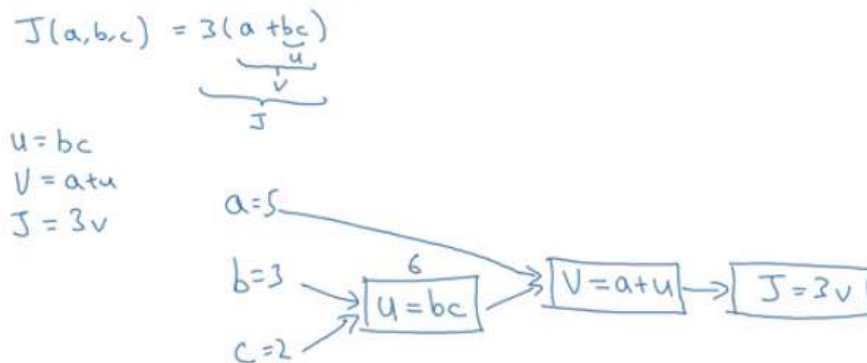 J(a,b,c) = 3(a+bc)
u
v
J
u = bc
V = a+u
J = 3v
a=5
b=3
c=2
6
u = bc
V = a+u
J = 3v